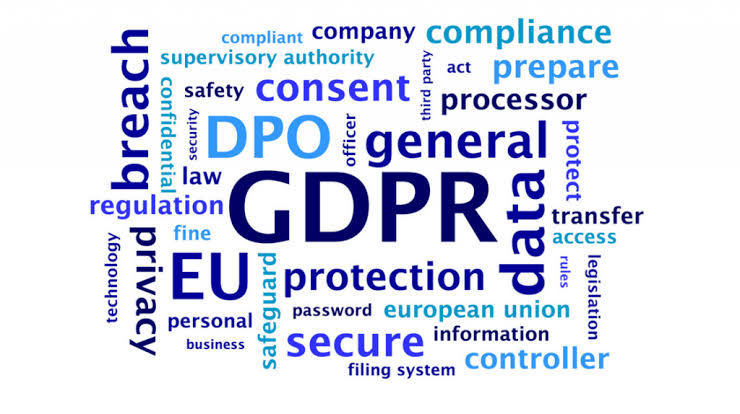 compliant
company
compliance
breach
supervisory authority
third party
act
prepare
confidential
safety
consent
processor
security
DPO
officer
general
protect
law
GDPR
data
regulation
transfer
fine
access
technology
privacy
EU
safeguard
protection
rules
legislation
personal
password
european union
business
secure
information
filing system
controller